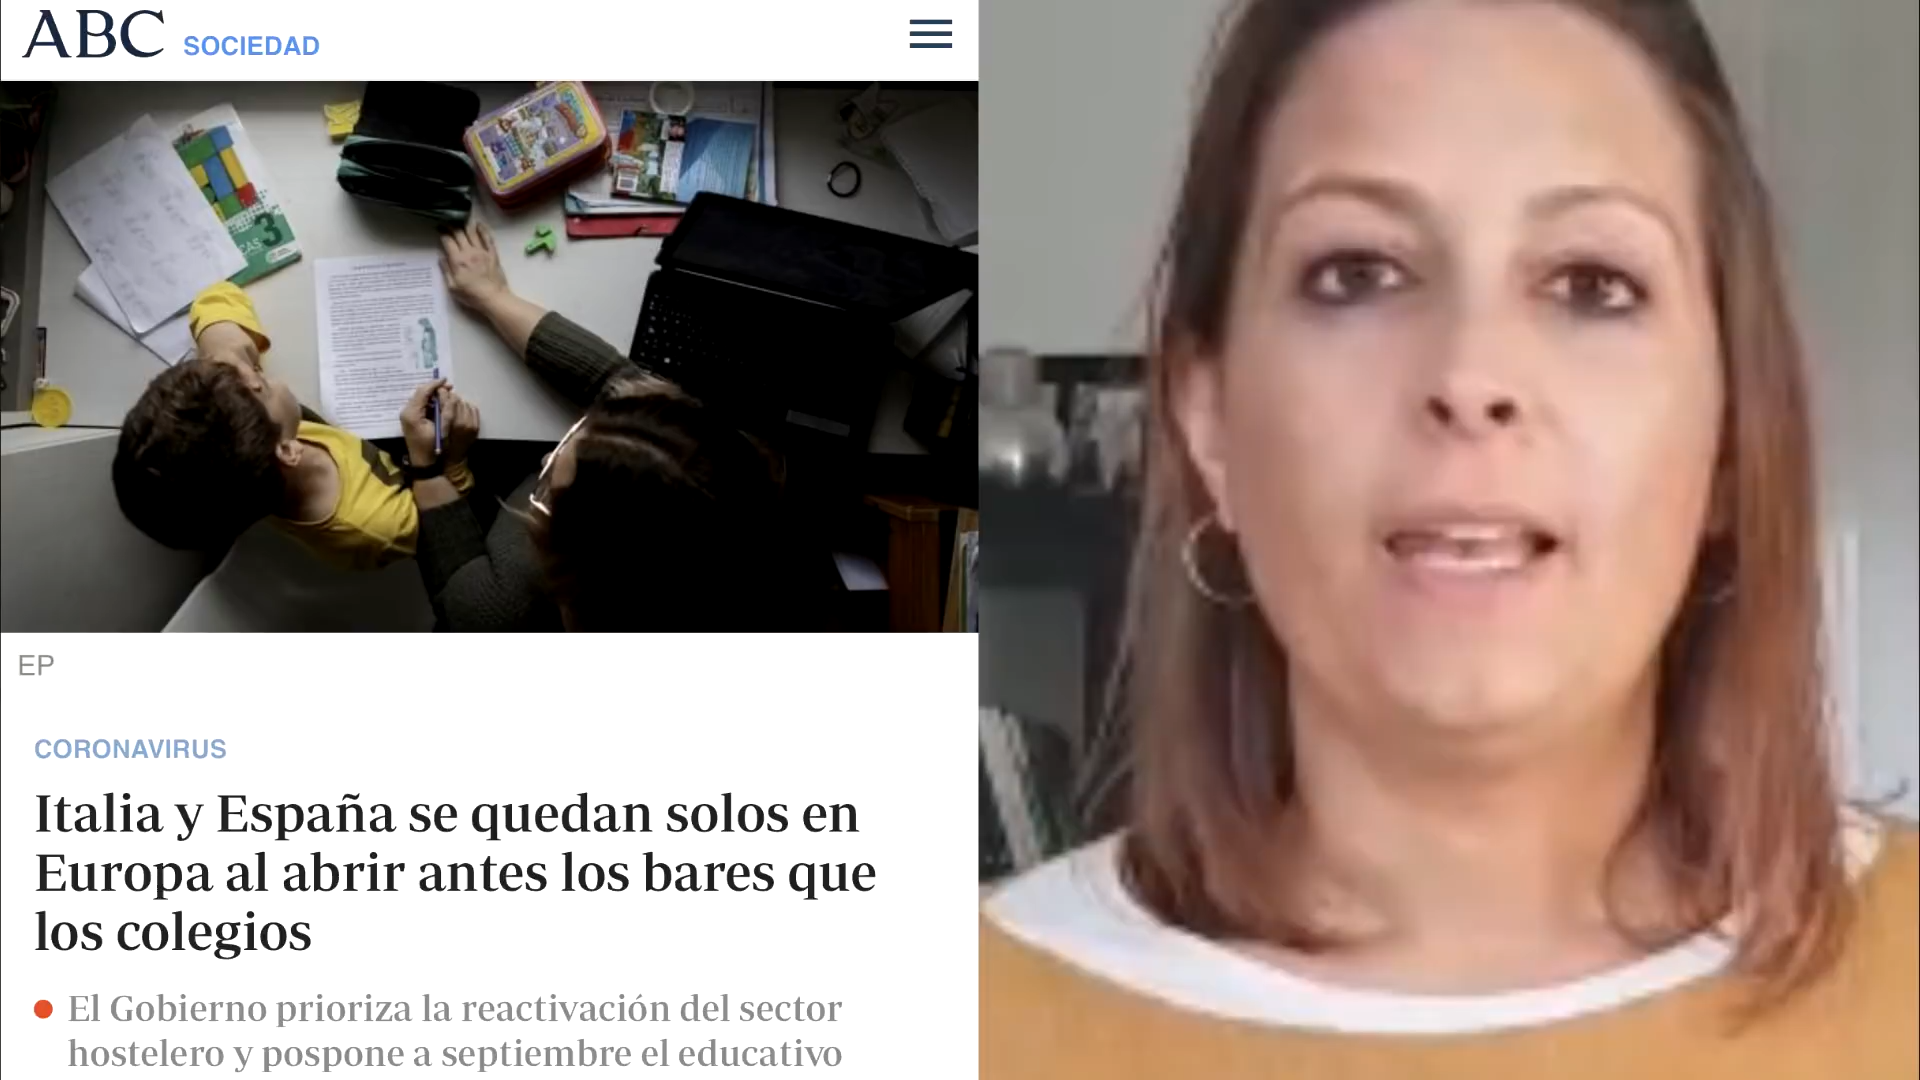 ABC SOCIEDAD
3
EP
CORONAVIRUS
Italia y España se quedan solos en
Europa al abrir antes los bares que
los colegios
El Gobierno prioriza la reactivación del sector
hostelero y pospone a septiembre el educativo